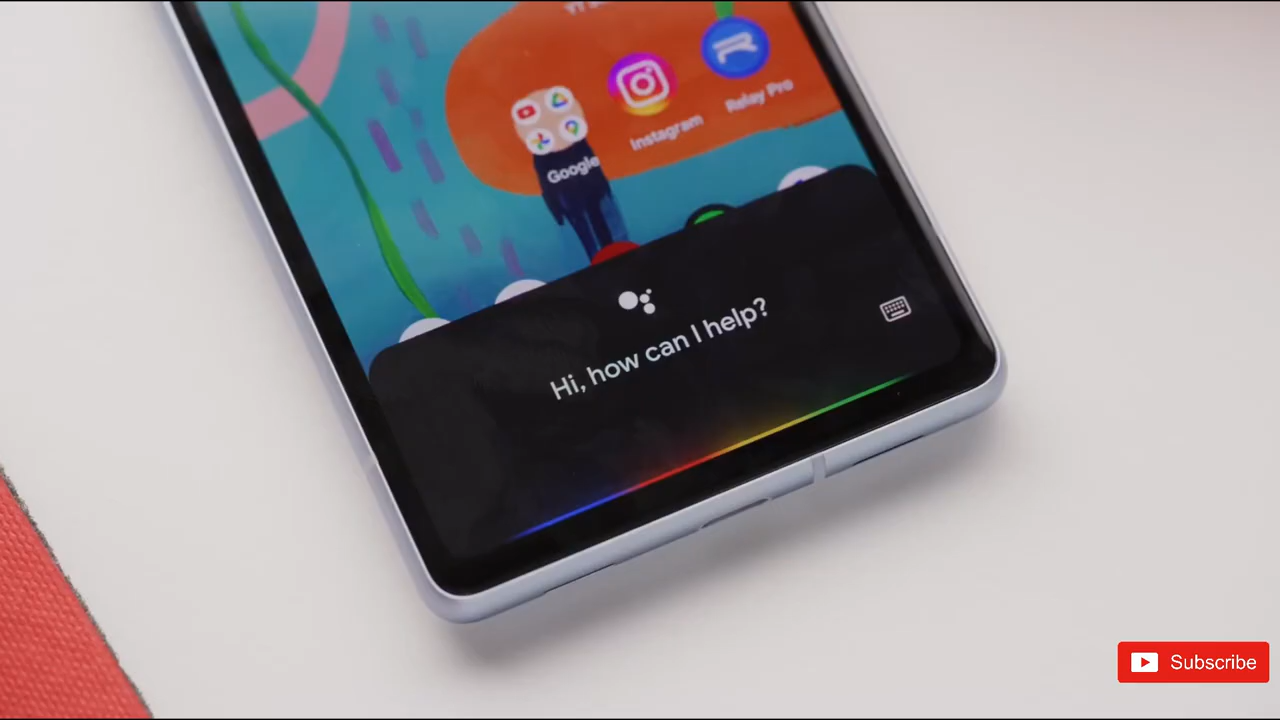 Instagram
Relay Pro
Google
Hi, how can I help?
Subscribe